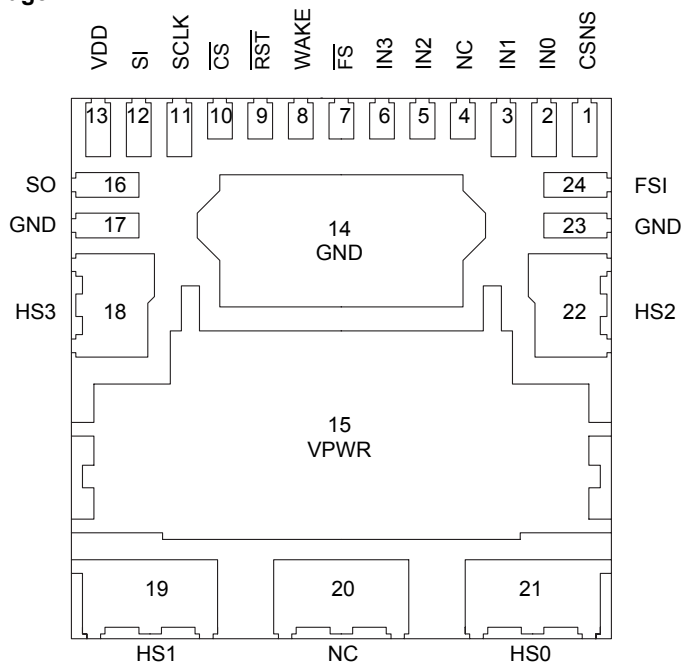 VDD SI SCLK CS RST WAKE FS IN3 IN2 NC IN1 IN0 CSNS
13 12 11 10 9 8 7 6 5 4 3 2 1
SO 16 24 FSI
14
GND 17 23 GND
GND
HS3 18 22 HS2
15
VPWR
19 20 21
HS1 NC HS0